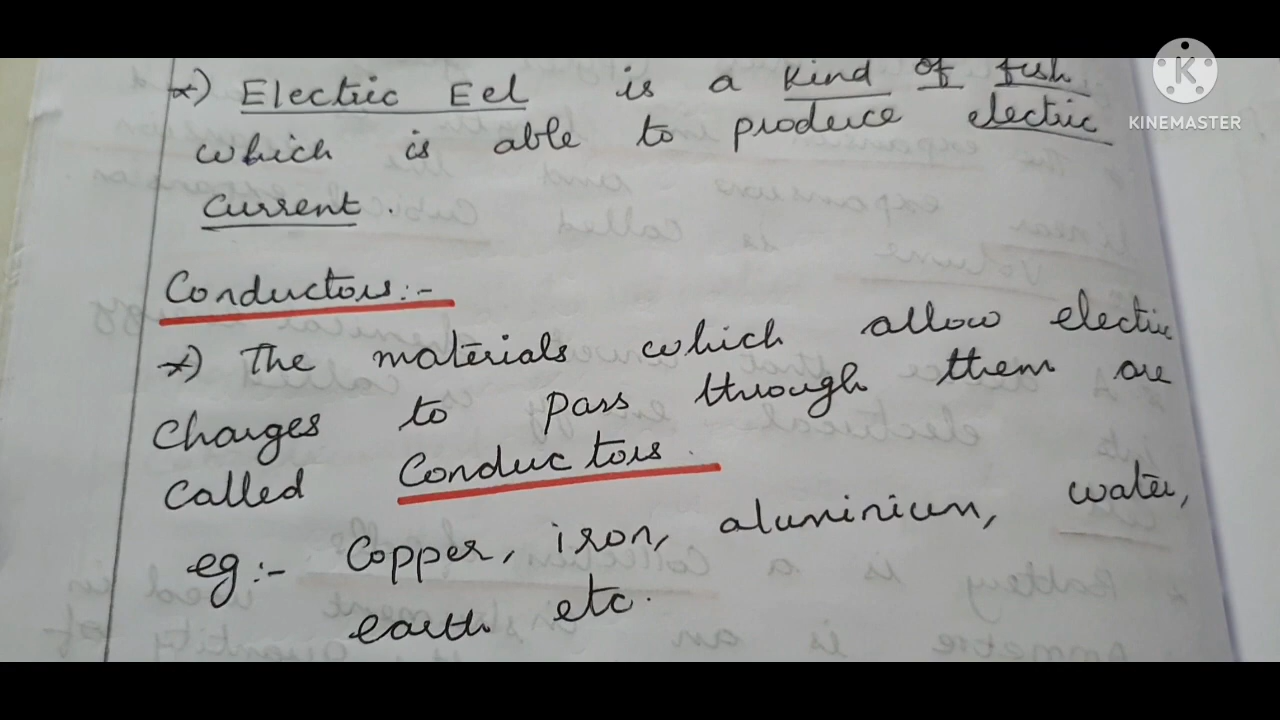 *) Electric Eel is a kind of fish
which is able to produce electric
current.
Conductors:-
*) The materials which allow electric
charges to pass through them are
called Conductors.
eg:- Copper, iron, aluminium, water,
earth etc.
K
KINEMASTER